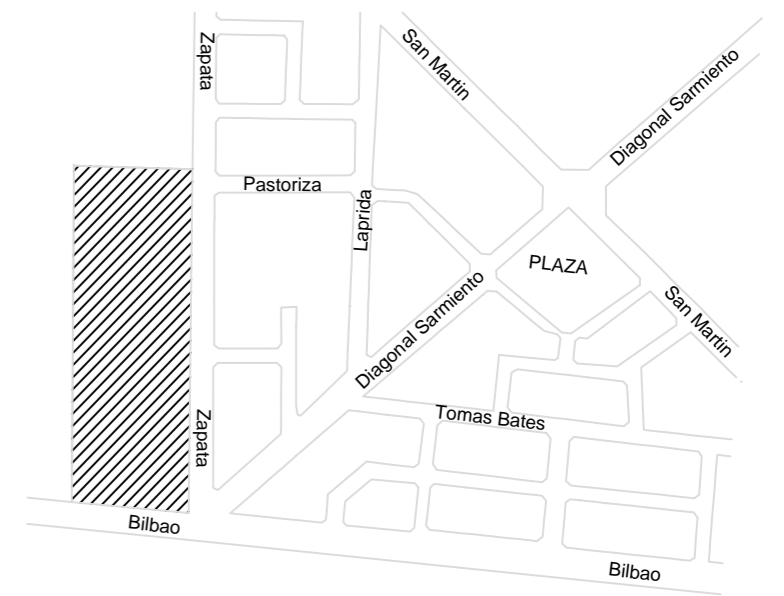 Zapata
San Martin
Diagonal Sarmiento
Pastoriza
Laprida
PLAZA
Diagonal Sarmiento
San Martin
Zapata
Tomas Bates
Bilbao
Bilbao